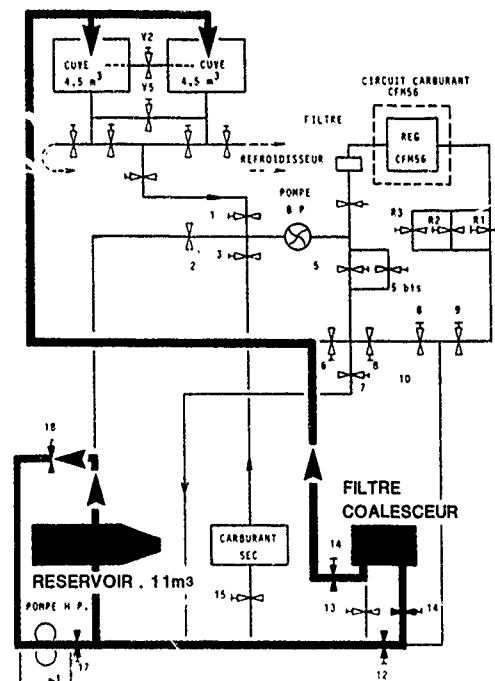 V2
CUVE
4,5 m3
CUVE
4,5 m3
V5
CIRCUIT CARBURANT
CFM56
FILTRE
REG
CFM56
REFROIDISSEUR
POMPE
B P
R3
R2
R1
1
2
3
5
5 bis
8
9
6
8
7
10
18
FILTRE
COALESCEUR
CARBURANT
SEC
RESERVOIR . 11m3
14
POMPE H P.
15
13
14
17
12